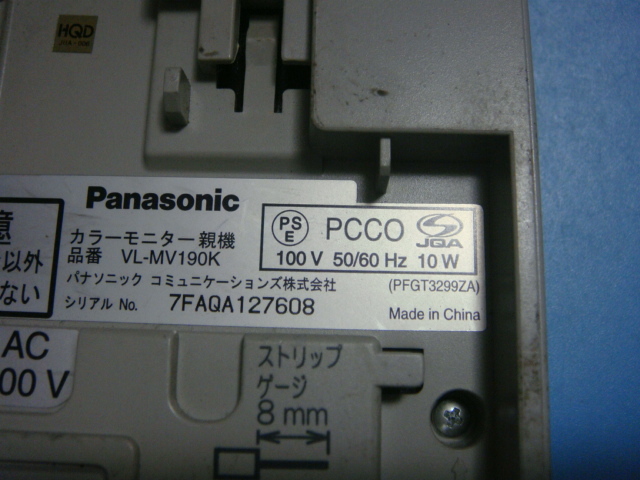 HQD
Panasonic
カラーモニター親機
品番 VL-MV190K
パナソニック コミュニケーションズ株式会社
シリアル No. 7FAQA127608
PS
E
PCCO
JQA
100 V 50/60 Hz 10 W
(PFGT3299ZA)
Made in China
意
以外
ない
AC
00 V
ストリップ
ゲージ
8 mm